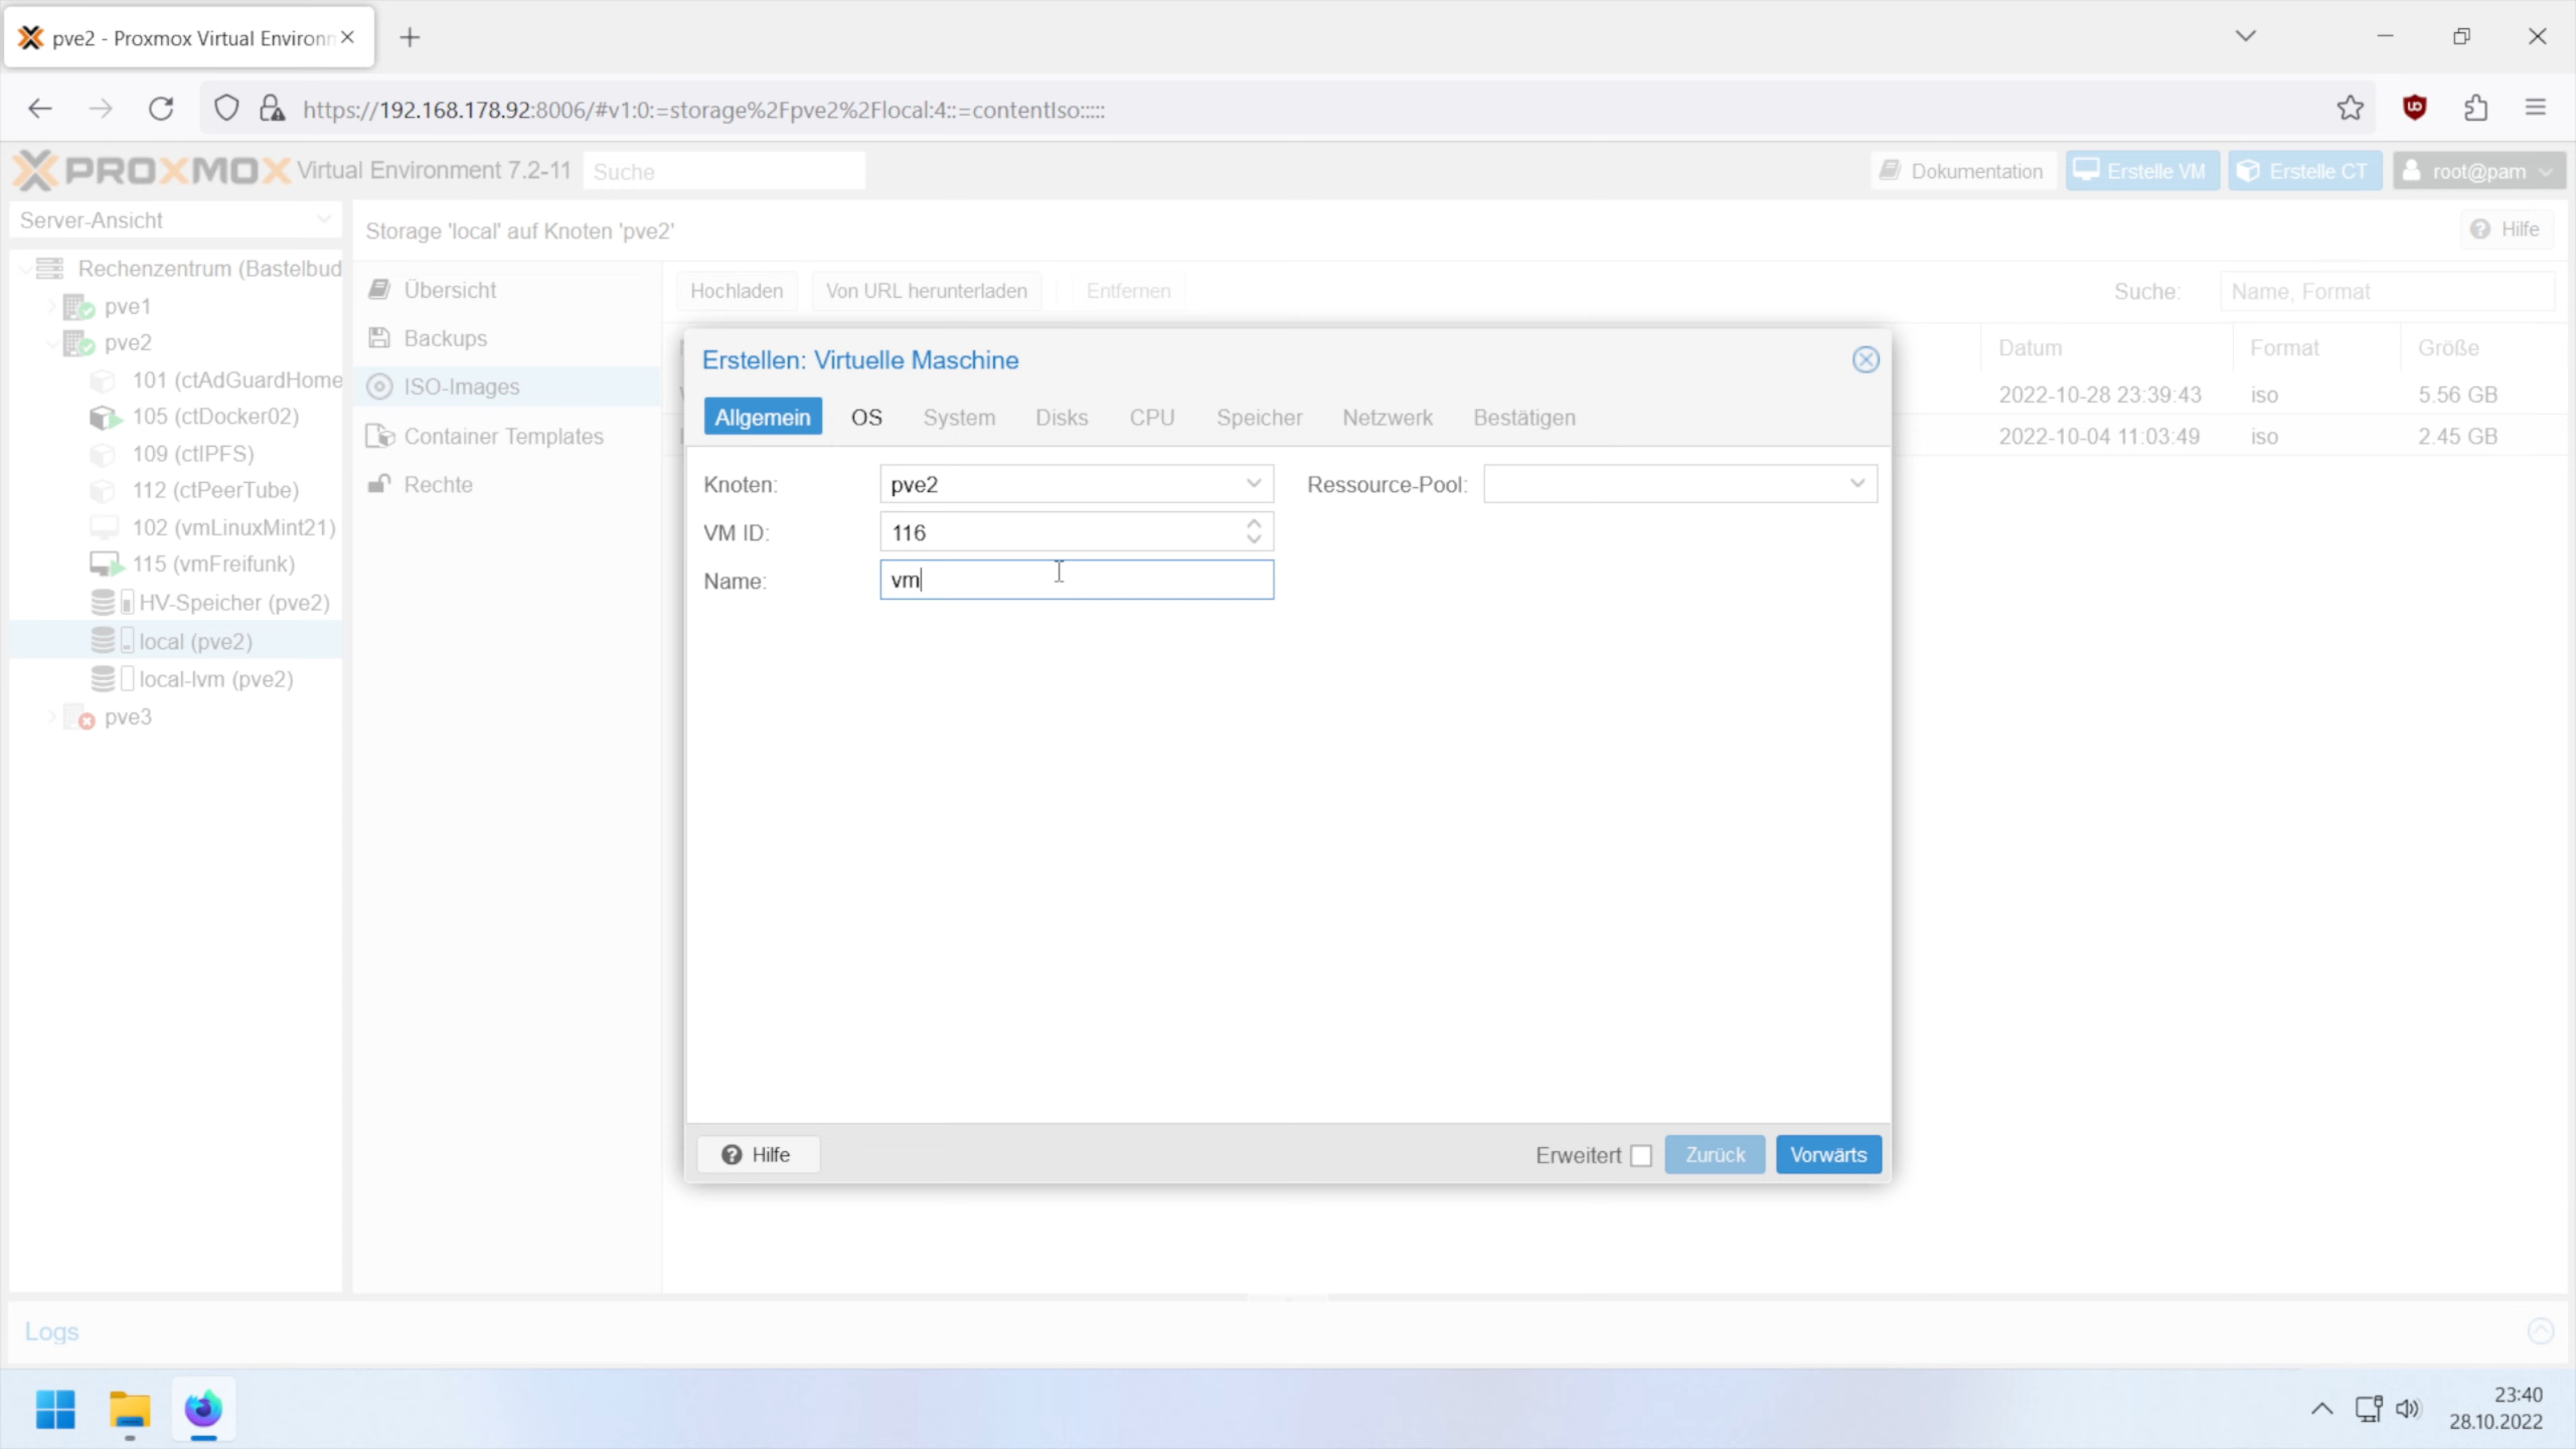 pve2 - Proxmox Virtual Environ
https://192.168.178.92:8006/#v1:0:=storage%2Fpve2%2Flocal:4::=contentIso:::::
PROXMOX Virtual Environment 7.2-11
Suche
Dokumentation
Erstelle VM
Erstelle CT
root@pam
Server-Ansicht
Storage 'local' auf Knoten 'pve2'
Hilfe
Rechenzentrum (Bastelbud
pve1
pve2
101 (ctAdGuardHome
105 (ctDocker02)
109 (ctIPFS)
112 (ctPeerTube)
102 (vmLinuxMint21)
115 (vmFreifunk)
HV-Speicher (pve2)
local (pve2)
local-lvm (pve2)
pve3
Übersicht
Backups
ISO-Images
Container Templates
Rechte
Hochladen
Von URL herunterladen
Entfernen
Suche:
Name, Format
Datum Format Größe
2022-10-28 23:39:43 iso 5.56 GB
2022-10-04 11:03:49 iso 2.45 GB
Erstellen: Virtuelle Maschine
Allgemein OS System Disks CPU Speicher Netzwerk Bestätigen
Knoten: pve2
Ressource-Pool:
VM ID: 116
Name: vm
Hilfe
Erweitert
Zurück
Vorwärts
Logs
23:40
28.10.2022